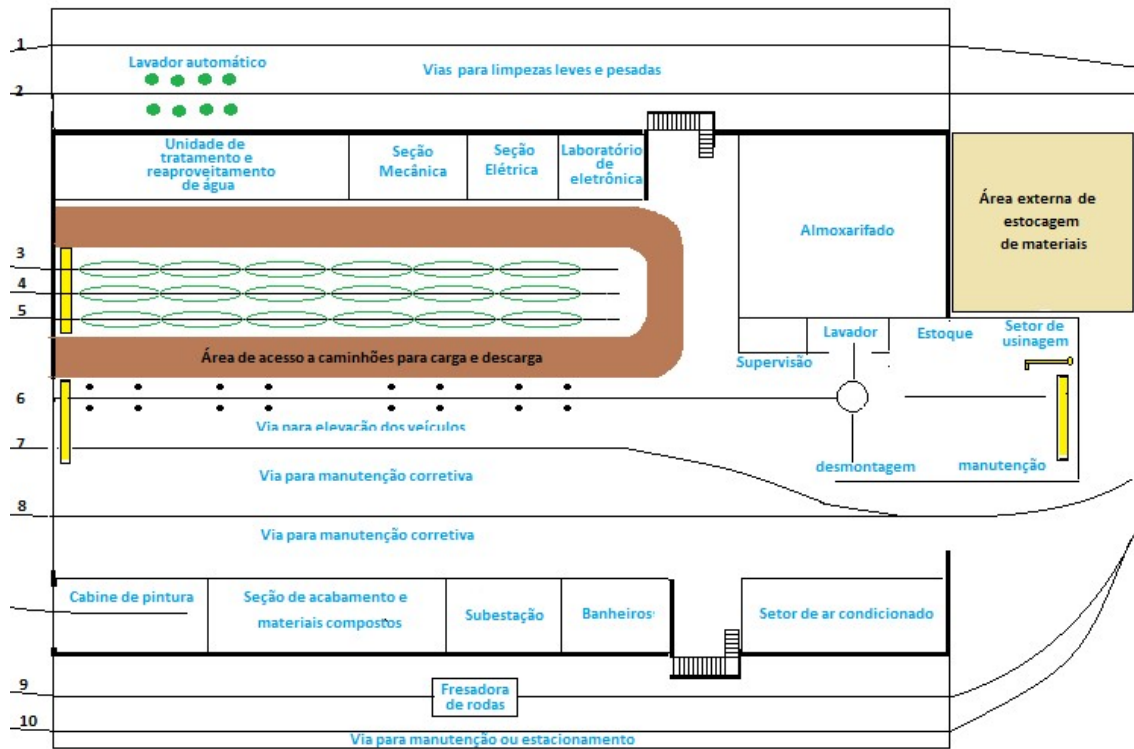 1
Lavador automático
Vias para limpezas leves e pesadas
2
Unidade de
tratamento e
reaproveitamento
de água
Seção
Mecânica
Seção
Elétrica
Laboratório
de
eletrônica
Almoxarifado
Área externa de
estocagem
de materiais
3
4
5
Área de acesso a caminhões para carga e descarga
Supervisão
Lavador
Estoque
Setor de
usinagem
6
Via para elevação dos veículos
7
Via para manutenção corretiva
desmontagem
manutenção
8
Via para manutenção corretiva
Cabine de pintura
Seção de acabamento e
materiais compostos
Subestação
Banheiros
Setor de ar condicionado
9
Fresadora
de rodas
10
Via para manutenção ou estacionamento